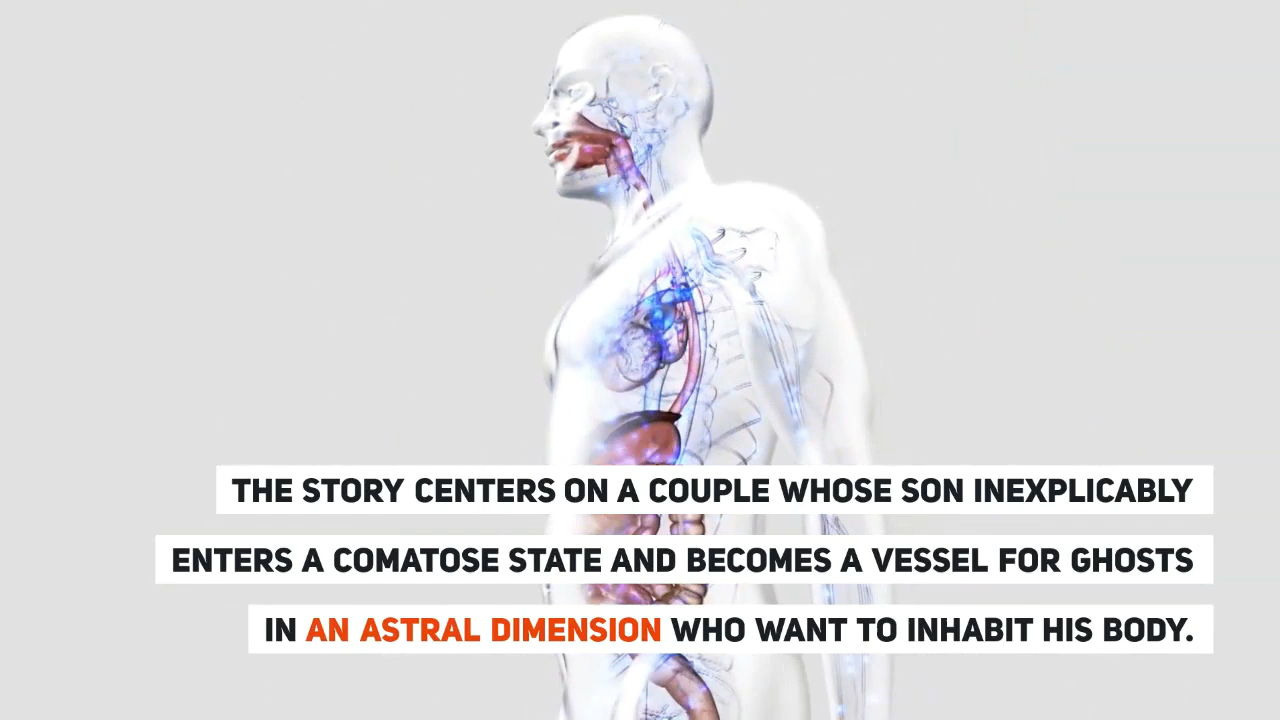 THE STORY CENTERS ON A COUPLE WHOSE SON INEXPLICABLY
ENTERS A COMATOSE STATE AND BECOMES A VESSEL FOR GHOSTS
IN AN ASTRAL DIMENSION WHO WANT TO INHABIT HIS BODY.